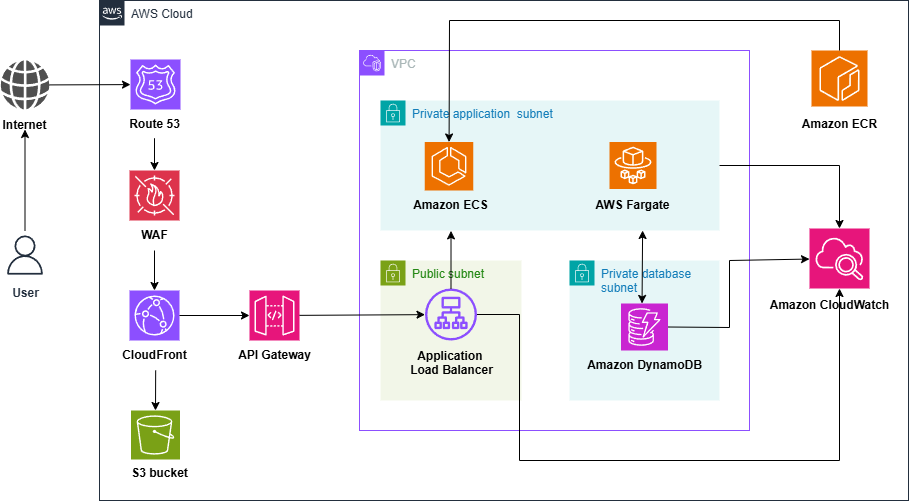 aws
AWS Cloud
VPC
53
Internet
Route 53
Private application  subnet
Amazon ECR
Amazon ECS
AWS Fargate
WAF
User
Public subnet
Private database
subnet
Amazon CloudWatch
CloudFront
API Gateway
Application
Load Balancer
Amazon DynamoDB
S3 bucket